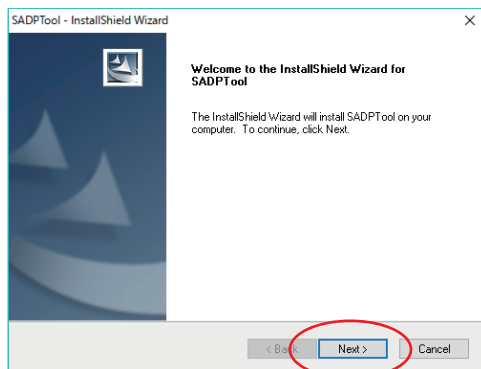 SADPTool - InstallShield Wizard
Welcome to the InstallShield Wizard for
SADPTool
The InstallShield Wizard will install SADPTool on your
computer. To continue, click Next.
< Back
Next >
Cancel